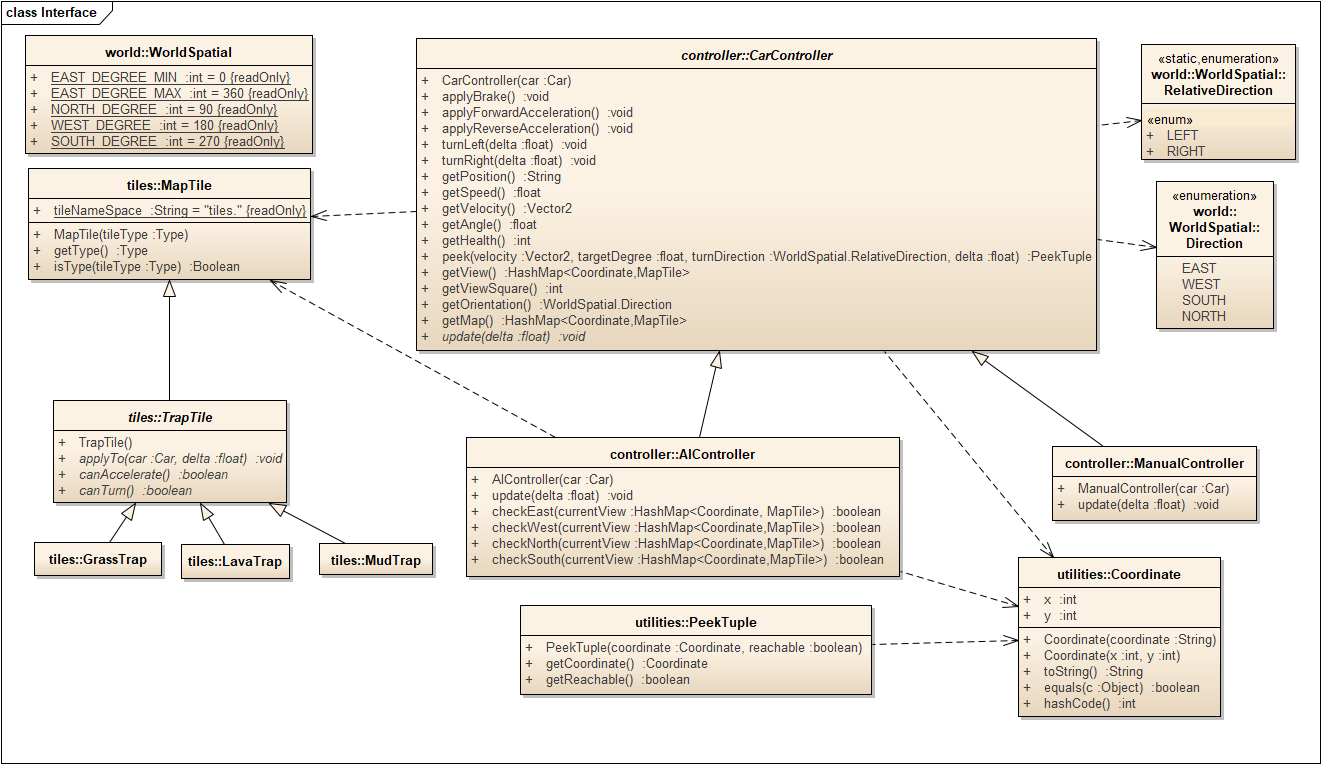 class Interface
world::WorldSpatial
+ EAST_DEGREE_MIN :int = 0 {readOnly}
+ EAST_DEGREE_MAX :int = 360 {readOnly}
+ NORTH_DEGREE :int = 90 {readOnly}
+ WEST_DEGREE :int = 180 {readOnly}
+ SOUTH_DEGREE :int = 270 {readOnly}
tiles::MapTile
+ tileNameSpace :String = "tiles." {readOnly}
+ MapTile(tileType :Type)
+ getType() :Type
+ isType(tileType :Type) :Boolean
controller::CarController
+ CarController(car :Car)
+ applyBrake() :void
+ applyForwardAcceleration() :void
+ applyReverseAcceleration() :void
+ turnLeft(delta :float) :void
+ turnRight(delta :float) :void
+ getPosition() :String
+ getSpeed() :float
+ getVelocity() :Vector2
+ getAngle() :float
+ getHealth() :int
+ peek(velocity :Vector2, targetDegree :float, turnDirection :WorldSpatial.RelativeDirection, delta :float) :PeekTuple
+ getView() :HashMap<Coordinate,MapTile>
+ getViewSquare() :int
+ getOrientation() :WorldSpatial.Direction
+ getMap() :HashMap<Coordinate,MapTile>
+ update(delta :float) :void
«static,enumeration»
world::WorldSpatial::
RelativeDirection
«enum»
+ LEFT
+ RIGHT
«enumeration»
world::
WorldSpatial::
Direction
EAST
WEST
SOUTH
NORTH
tiles::TrapTile
+ TrapTile()
+ applyTo(car :Car, delta :float) :void
+ canAccelerate() :boolean
+ canTurn() :boolean
tiles::GrassTrap
tiles::LavaTrap
tiles::MudTrap
controller::AIController
+ AIController(car :Car)
+ update(delta :float) :void
+ checkEast(currentView :HashMap<Coordinate, MapTile>) :boolean
+ checkWest(currentView :HashMap<Coordinate,MapTile>) :boolean
+ checkNorth(currentView :HashMap<Coordinate,MapTile>) :boolean
+ checkSouth(currentView :HashMap<Coordinate,MapTile>) :boolean
controller::ManualController
+ ManualController(car :Car)
+ update(delta :float) :void
utilities::PeekTuple
+ PeekTuple(coordinate :Coordinate, reachable :boolean)
+ getCoordinate() :Coordinate
+ getReachable() :boolean
utilities::Coordinate
+ x :int
+ y :int
+ Coordinate(coordinate :String)
+ Coordinate(x :int, y :int)
+ toString() :String
+ equals(c :Object) :boolean
+ hashCode() :int